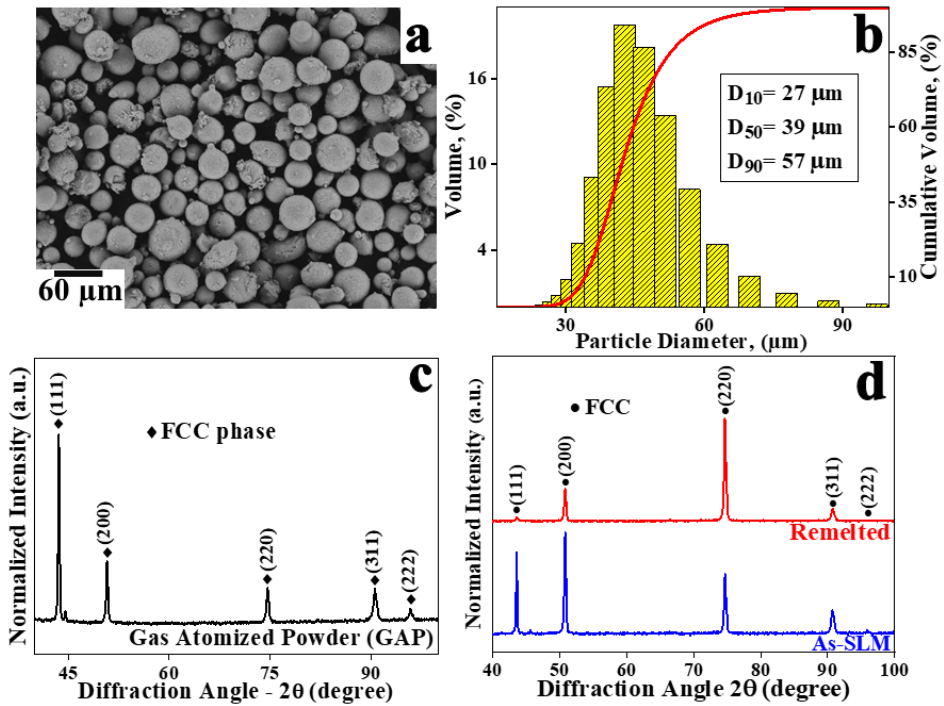 a
60 μm
b
Volume, (%)
16
10
4
D10= 27 μm
D50= 39 μm
D90= 57 μm
85
60
35
10
Cumulative Volume, (%)
30
60
90
Particle Diameter, (μm)
c
Normalized Intensity (a.u.)
(111)
(200)
(220)
(311)
(222)
♦ FCC phase
Gas Atomized Powder (GAP)
45
60
75
90
Diffraction Angle - 2θ (degree)
d
Normalized Intensity (a.u.)
(111)
(200)
(220)
(311)
(222)
● FCC
Remelted
As-SLM
40
50
60
70
80
90
100
Diffraction Angle 2θ (degree)